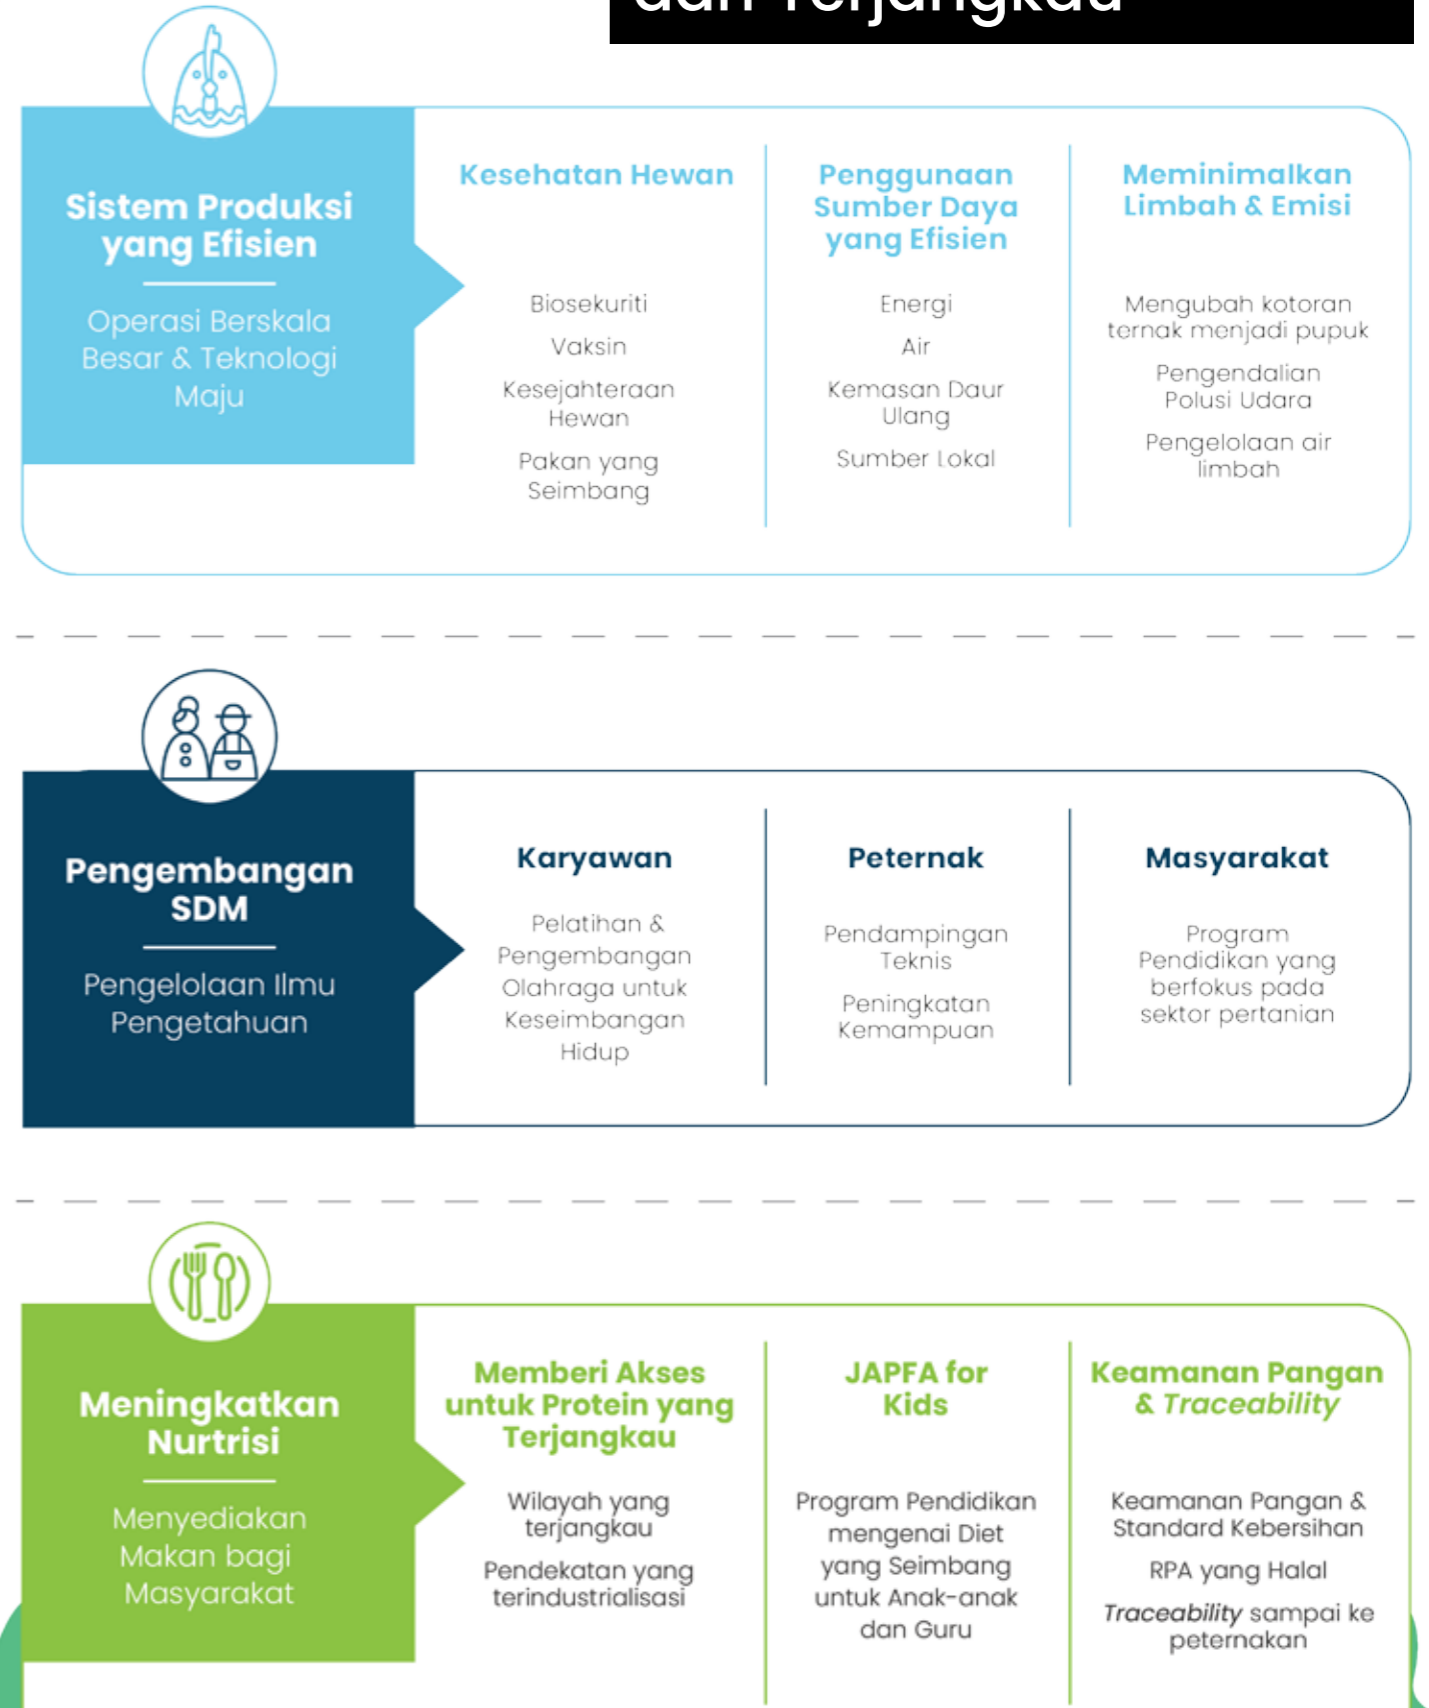 dan Terjangkau
Sistem Produksi
yang Efisien
Operasi Berskala
Besar & Teknologi
Maju
Kesehatan Hewan
Biosekuriti
Vaksin
Kesejahteraan
Hewan
Pakan yang
Seimbang
Penggunaan
Sumber Daya
yang Efisien
Energi
Air
Kemasan Daur
Ulang
Sumber Lokal
Meminimalkan
Limbah & Emisi
Mengubah kotoran
ternak menjadi pupuk
Pengendalian
Polusi Udara
Pengelolaan air
limbah
Pengembangan
SDM
Pengelolaan Ilmu
Pengetahuan
Karyawan
Pelatihan &
Pengembangan
Olahraga untuk
Keseimbangan
Hidup
Peternak
Pendampingan
Teknis
Peningkatan
Kemampuan
Masyarakat
Program
Pendidikan yang
berfokus pada
sektor pertanian
Meningkatkan
Nurtrisi
Menyediakan
Makan bagi
Masyarakat
Memberi Akses
untuk Protein yang
Terjangkau
Wilayah yang
terjangkau
Pendekatan yang
terindustrialisasi
JAPFA for
Kids
Program Pendidikan
mengenai Diet
yang Seimbang
untuk Anak-anak
dan Guru
Keamanan Pangan
& Traceability
Keamanan Pangan &
Standard Kebersihan
RPA yang Halal
Traceability sampai ke
peternakan